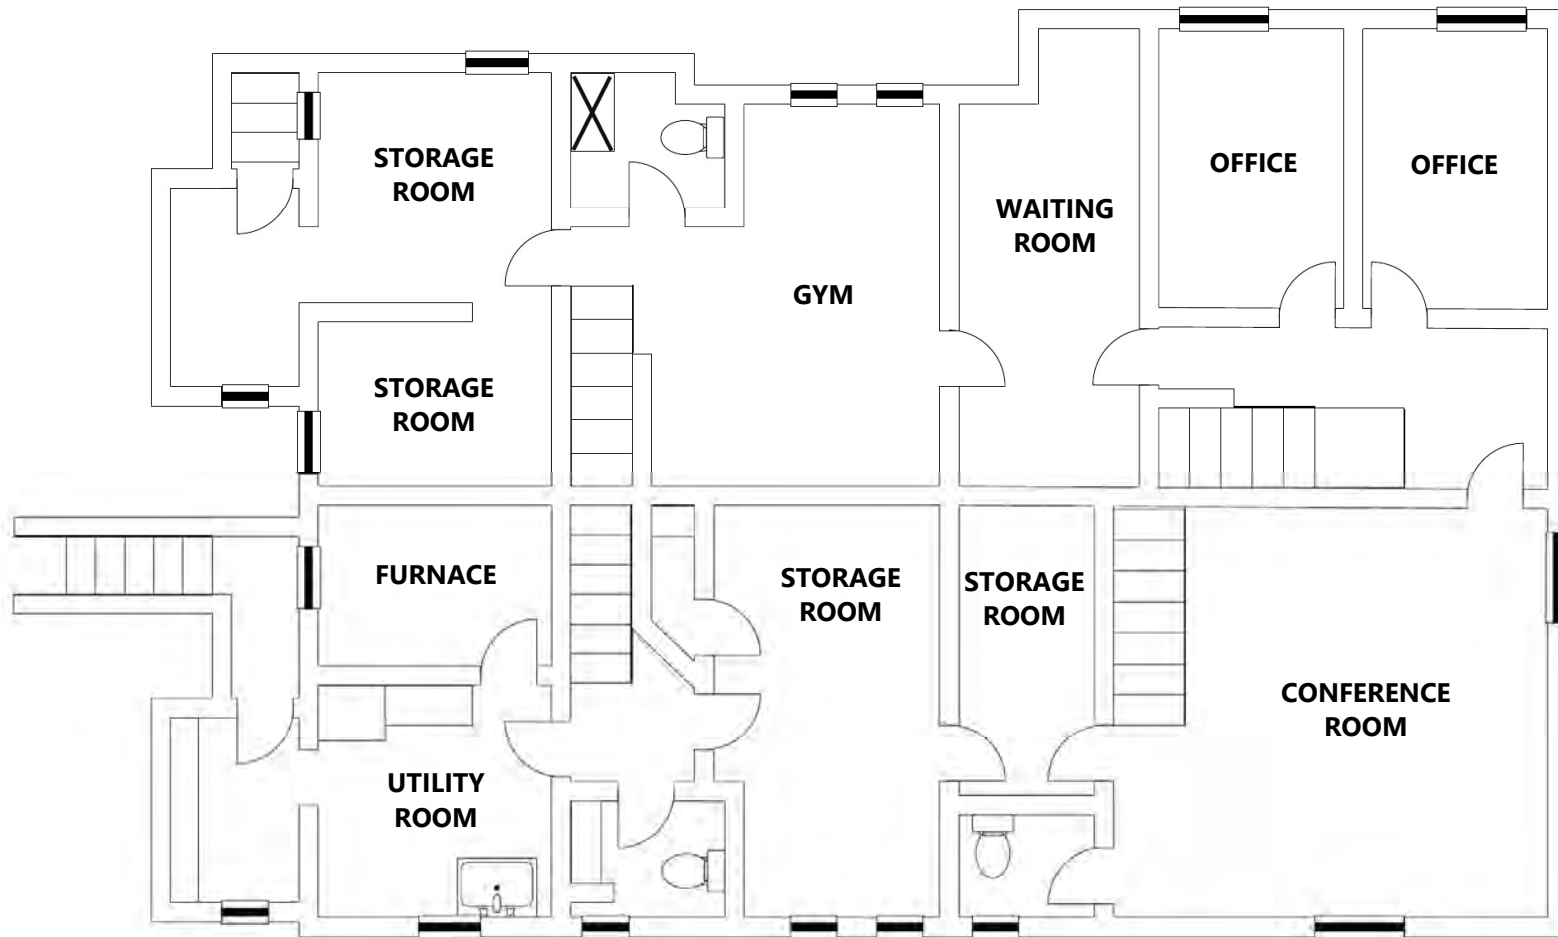 STORAGE
ROOM
OFFICE
OFFICE
WAITING
ROOM
GYM
STORAGE
ROOM
FURNACE
STORAGE
ROOM
STORAGE
ROOM
CONFERENCE
ROOM
UTILITY
ROOM